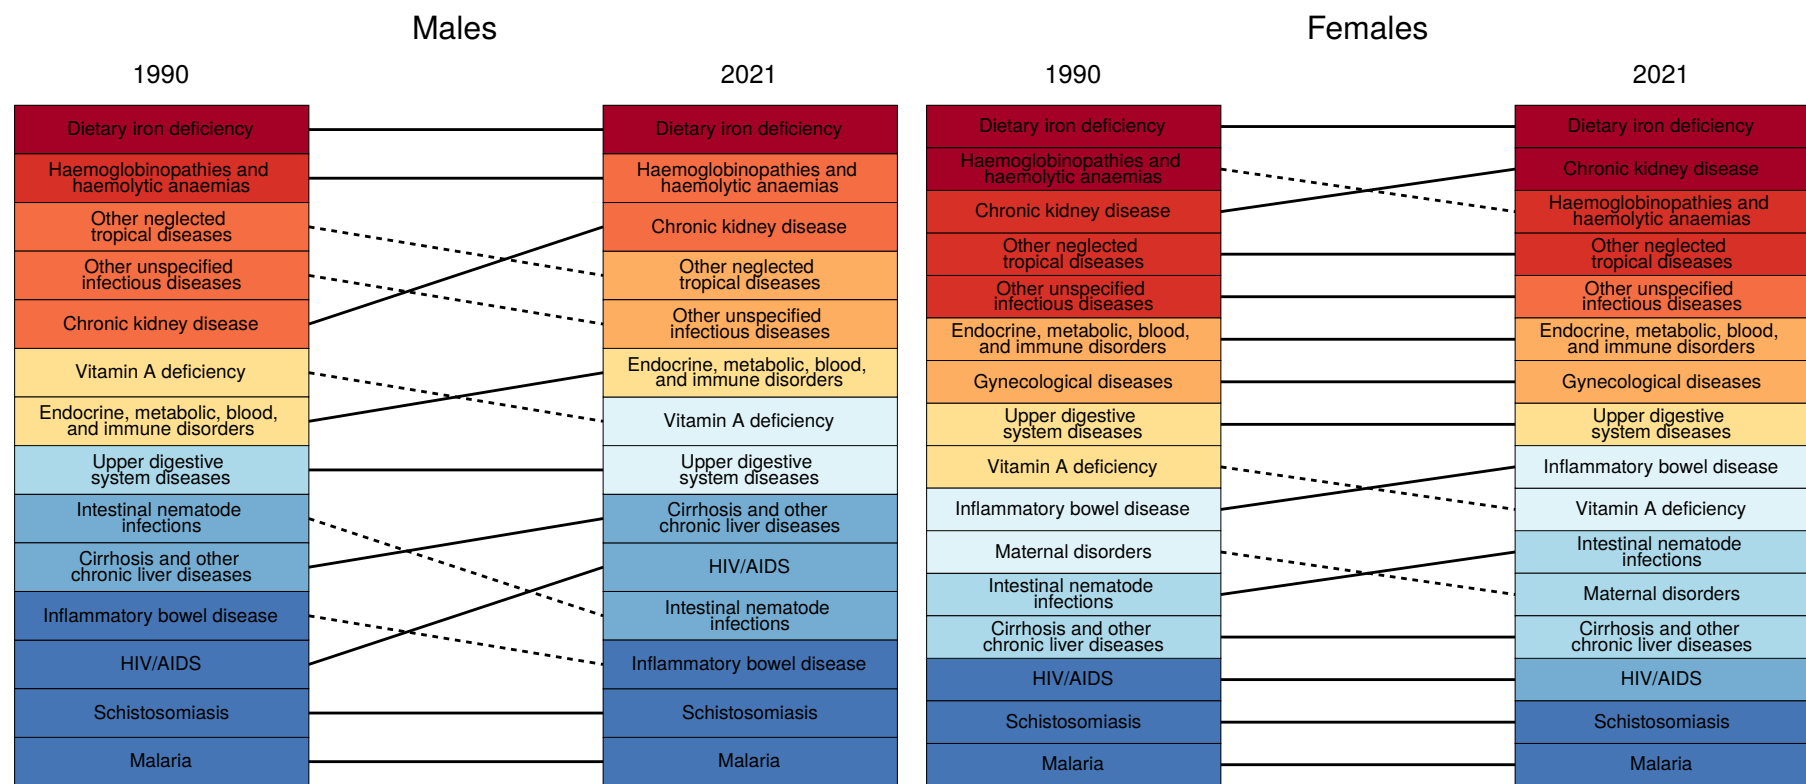 Males
1990
2021
Dietary iron deficiency
Haemoglobinopathies and
haemolytic anaemias
Other neglected
tropical diseases
Other unspecified
infectious diseases
Chronic kidney disease
Vitamin A deficiency
Endocrine, metabolic, blood,
and immune disorders
Upper digestive
system diseases
Intestinal nematode
infections
Cirrhosis and other
chronic liver diseases
Inflammatory bowel disease
HIV/AIDS
Schistosomiasis
Malaria
Dietary iron deficiency
Haemoglobinopathies and
haemolytic anaemias
Chronic kidney disease
Other neglected
tropical diseases
Other unspecified
infectious diseases
Endocrine, metabolic, blood,
and immune disorders
Vitamin A deficiency
Upper digestive
system diseases
Cirrhosis and other
chronic liver diseases
HIV/AIDS
Intestinal nematode
infections
Inflammatory bowel disease
Schistosomiasis
Malaria
Females
1990
2021
Dietary iron deficiency
Haemoglobinopathies and
haemolytic anaemias
Chronic kidney disease
Other neglected
tropical diseases
Other unspecified
infectious diseases
Endocrine, metabolic, blood,
and immune disorders
Gynecological diseases
Upper digestive
system diseases
Vitamin A deficiency
Inflammatory bowel disease
Maternal disorders
Intestinal nematode
infections
Cirrhosis and other
chronic liver diseases
HIV/AIDS
Schistosomiasis
Malaria
Dietary iron deficiency
Chronic kidney disease
Haemoglobinopathies and
haemolytic anaemias
Other neglected
tropical diseases
Other unspecified
infectious diseases
Endocrine, metabolic, blood,
and immune disorders
Gynecological diseases
Upper digestive
system diseases
Inflammatory bowel disease
Vitamin A deficiency
Intestinal nematode
infections
Maternal disorders
Cirrhosis and other
chronic liver diseases
HIV/AIDS
Schistosomiasis
Malaria